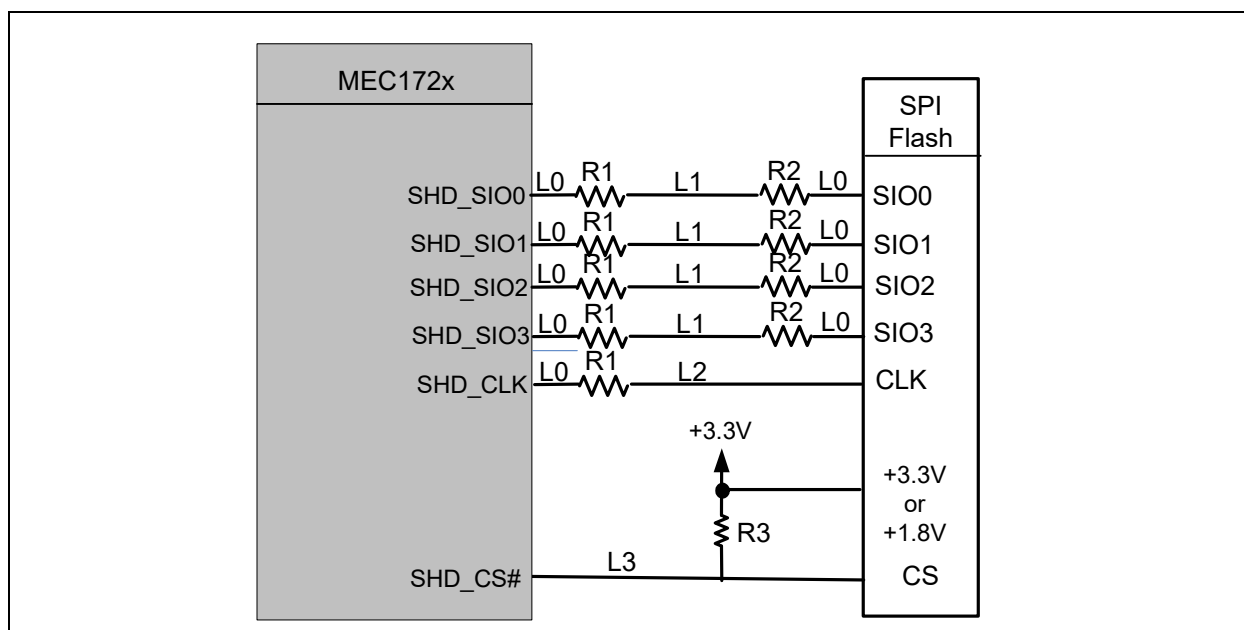 MEC172x
SPI
Flash
SHD_SIO0 L0 R1 L1 R2 L0 SIO0
SHD_SIO1 L0 R1 L1 R2 L0 SIO1
SHD_SIO2 L0 R1 L1 R2 L0 SIO2
SHD_SIO3 L0 R1 L1 R2 L0 SIO3
SHD_CLK L0 R1 L2 CLK
+3.3V
+3.3V
or
+1.8V
R3
SHD_CS# L3 CS